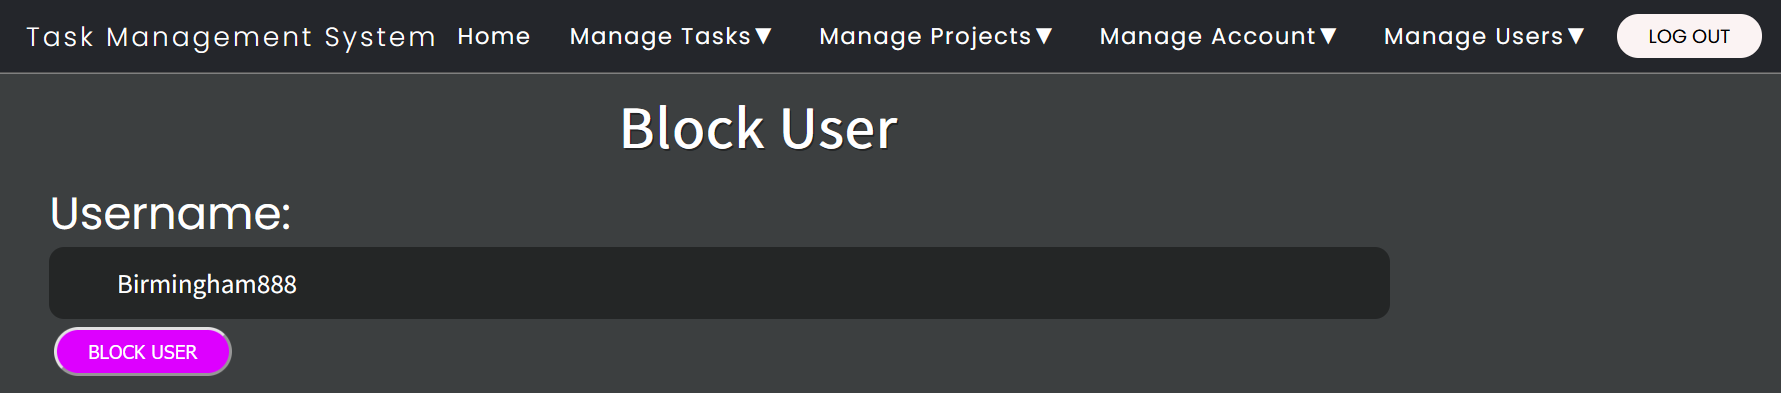 Task Management System Home Manage Tasks▼ Manage Projects▼ Manage Account▼ Manage Users▼ LOG OUT
Block User
Username:
Birmingham888
BLOCK USER